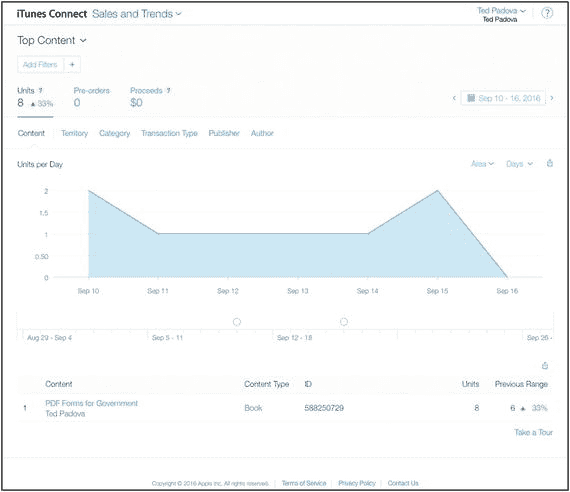 iTunes Connect Sales and Trends
Ted Padova
Ted Padova
?
Top Content
Add Filters +
Units ? Pre-orders Proceeds ?
8 ▲ 33% 0 $0
Sep 10 - 16, 2016
Content Territory Category Transaction Type Publisher Author
Units per Day
Area Days
2
1.5
1
0.50
0
Sep 10 Sep 11 Sep 12 Sep 13 Sep 14 Sep 15 Sep 16
Aug 29 - Sep 4 Sep 5 - 11 Sep 12 - 18 Sep 26 -
Content Content Type ID Units Previous Range
1 PDF Forms for Government Book 588250729 8 6 ▲ 33%
Ted Padova
Take a Tour
Copyright © 2016 Apple Inc. All rights reserved. Terms of Service Privacy Policy Contact Us